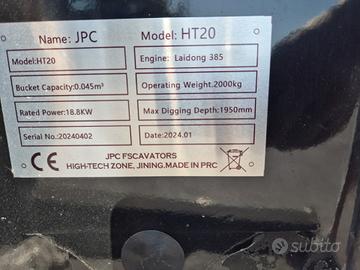 Name: JPC Model: HT20
Model:HT20 Engine: Laidong 385
Bucket Capacity:0.045m³ Operating Weight:2000kg
Rated Power:18.8KW Max Digging Depth:1950mm
Serial No.:20240402 Date:2024.01
CE JPC FSCAVATORS
HIGH-TECH ZONE, JINING.MADE IN PRC
subito